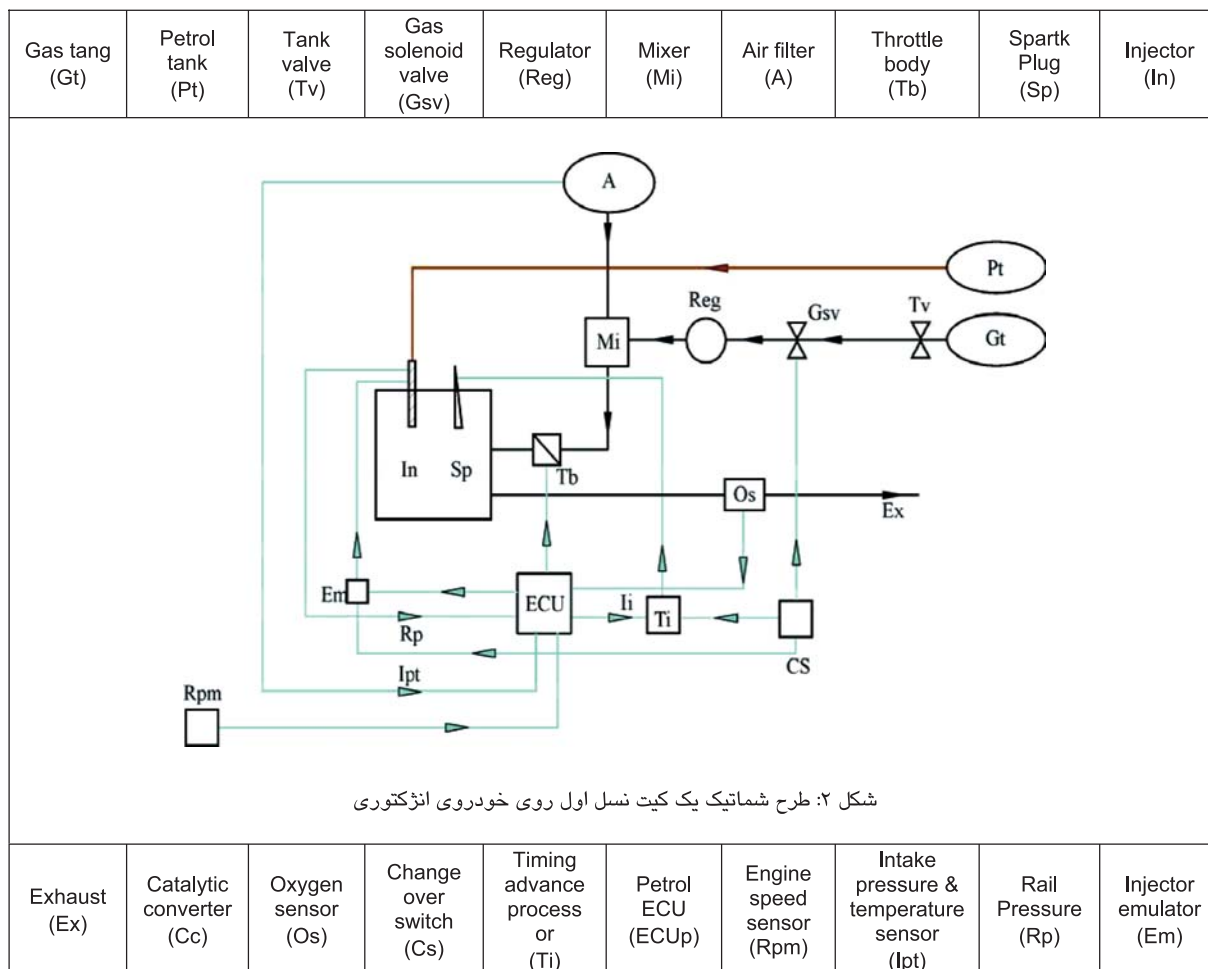 Gas tang
(Gt)
Petrol
tank
(Pt)
Tank
valve
(Tv)
Gas
solenoid
valve
(Gsv)
Regulator
(Reg)
Mixer
(Mi)
Air filter
(A)
Throttle
body
(Tb)
Spartk
Plug
(Sp)
Injector
(In)
A
Pt
Reg
Gsv
Tv
Mi
Gt
In
Sp
Tb
Os
Ex
Em
ECU
Ii
Ti
Rp
CS
Ipt
Rpm
شکل ۲: طرح شماتیک یک کیت نسل اول روی خودروی انژکتوری
Exhaust
(Ex)
Catalytic
converter
(Cc)
Oxygen
sensor
(Os)
Change
over
switch
(Cs)
Timing
advance
process
or
(Ti)
Petrol
ECU
(ECUp)
Engine
speed
sensor
(Rpm)
Intake
pressure &
temperature
sensor
(Ipt)
Rail
Pressure
(Rp)
Injector
emulator
(Em)